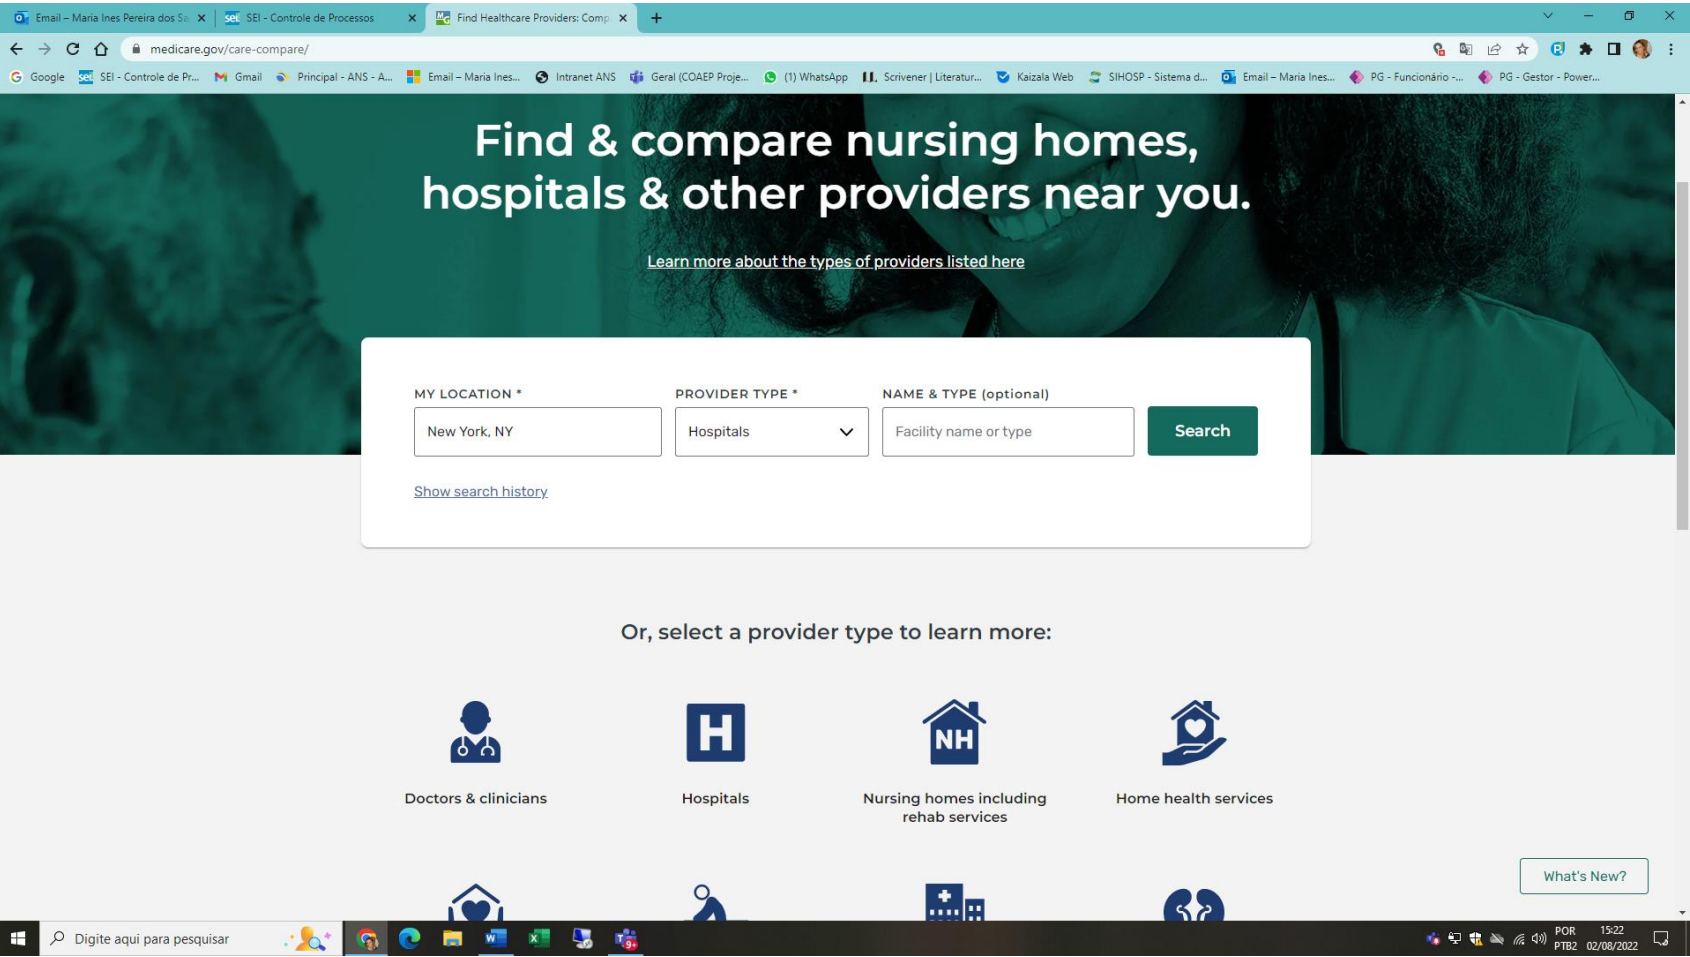 Email – Maria Ines Pereira dos Sa
sei. SEI - Controle de Processos
Find Healthcare Providers: Comp
medicare.gov/care-compare/
Google
SEI - Controle de Pr...
Gmail
Principal - ANS - A...
Email – Maria Ines...
Intranet ANS
Geral (COAEP Proje...
(1) WhatsApp
Scrivener | Literatur...
Kaizala Web
SIHOSP - Sistema d...
Email – Maria Ines...
PG - Funcionário -...
PG - Gestor - Power...
Find & compare nursing homes,
hospitals & other providers near you.
Learn more about the types of providers listed here
MY LOCATION *
PROVIDER TYPE *
NAME & TYPE (optional)
New York, NY
Hospitals
Facility name or type
Search
Show search history
Or, select a provider type to learn more:
H
NH
Doctors & clinicians
Hospitals
Nursing homes including
rehab services
Home health services
What's New?
Digite aqui para pesquisar
POR
15:22
PTB2
02/08/2022